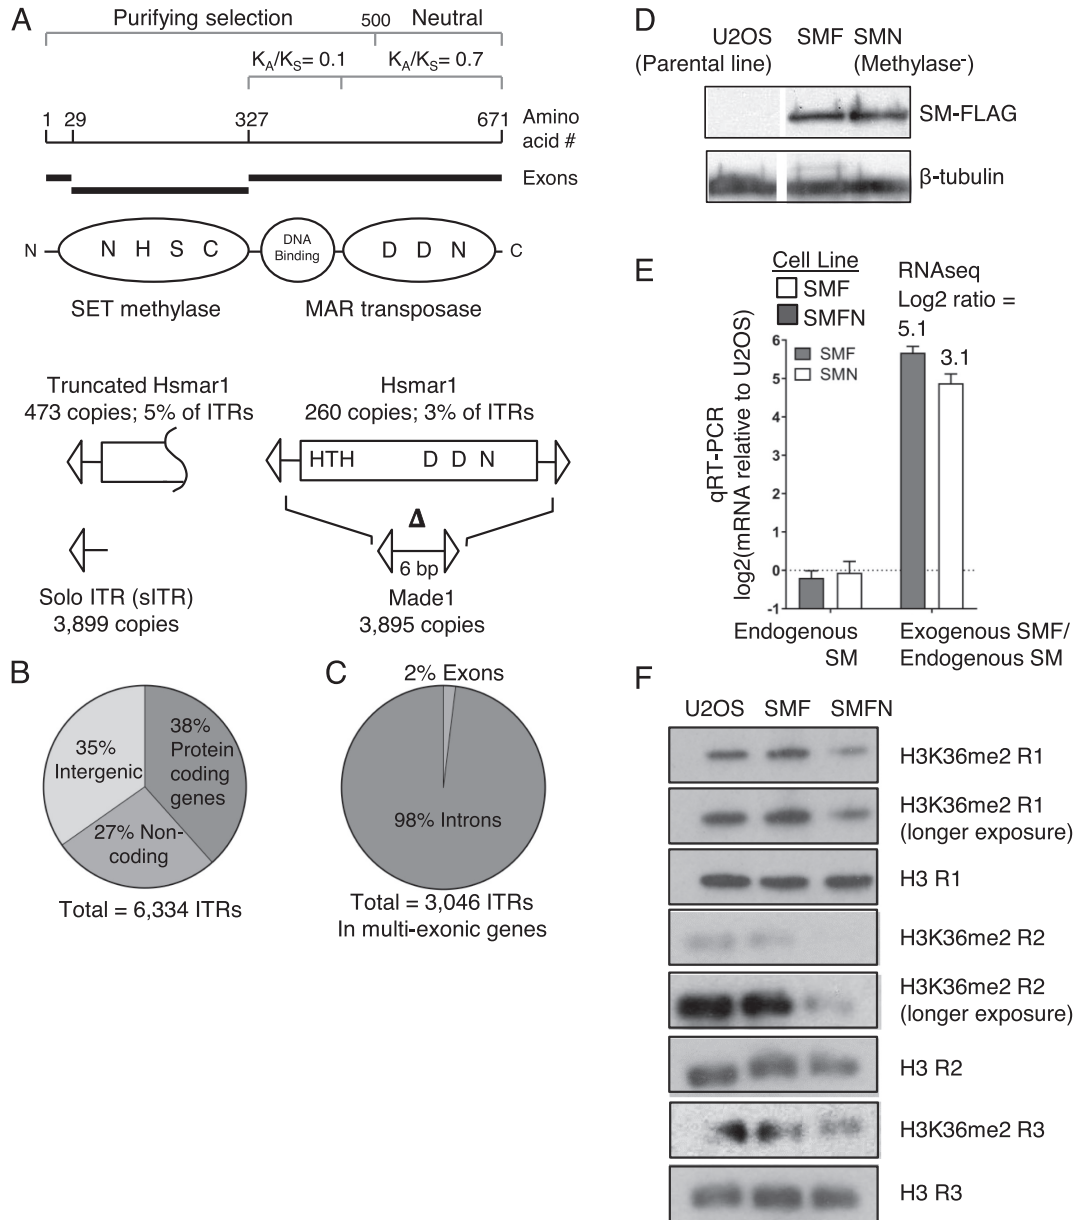 A
Purifying selection
500
Neutral
K_A/K_S= 0.1
K_A/K_S= 0.7
1
29
327
671
Amino
acid #
Exons
N
N H S C
DNA
Binding
D D N
C
SET methylase
MAR transposase
Truncated Hsmar1
473 copies; 5% of ITRs
Hsmar1
260 copies; 3% of ITRs
HTH
D D N
Δ
6 bp
Solo ITR (sITR)
3,899 copies
Made1
3,895 copies
B
38%
Protein
coding
genes
35%
Intergenic
27% Non-
coding
Total = 6,334 ITRs
C
2% Exons
98% Introns
Total = 3,046 ITRs
In multi-exonic genes
D
U2OS
(Parental line)
SMF
SMN
(Methylase⁻)
SM-FLAG
β-tubulin
E
Cell Line
SMF
SMFN
RNAseq
Log2 ratio =
5.1
3.1
SMF
SMN
qRT-PCR
log2(mRNA relative to U2OS)
6
5
4
3
2
1
0
-1
Endogenous
SM
Exogenous SMF/
Endogenous SM
F
U2OS
SMF
SMFN
H3K36me2 R1
H3K36me2 R1
(longer exposure)
H3 R1
H3K36me2 R2
H3K36me2 R2
(longer exposure)
H3 R2
H3K36me2 R3
H3 R3